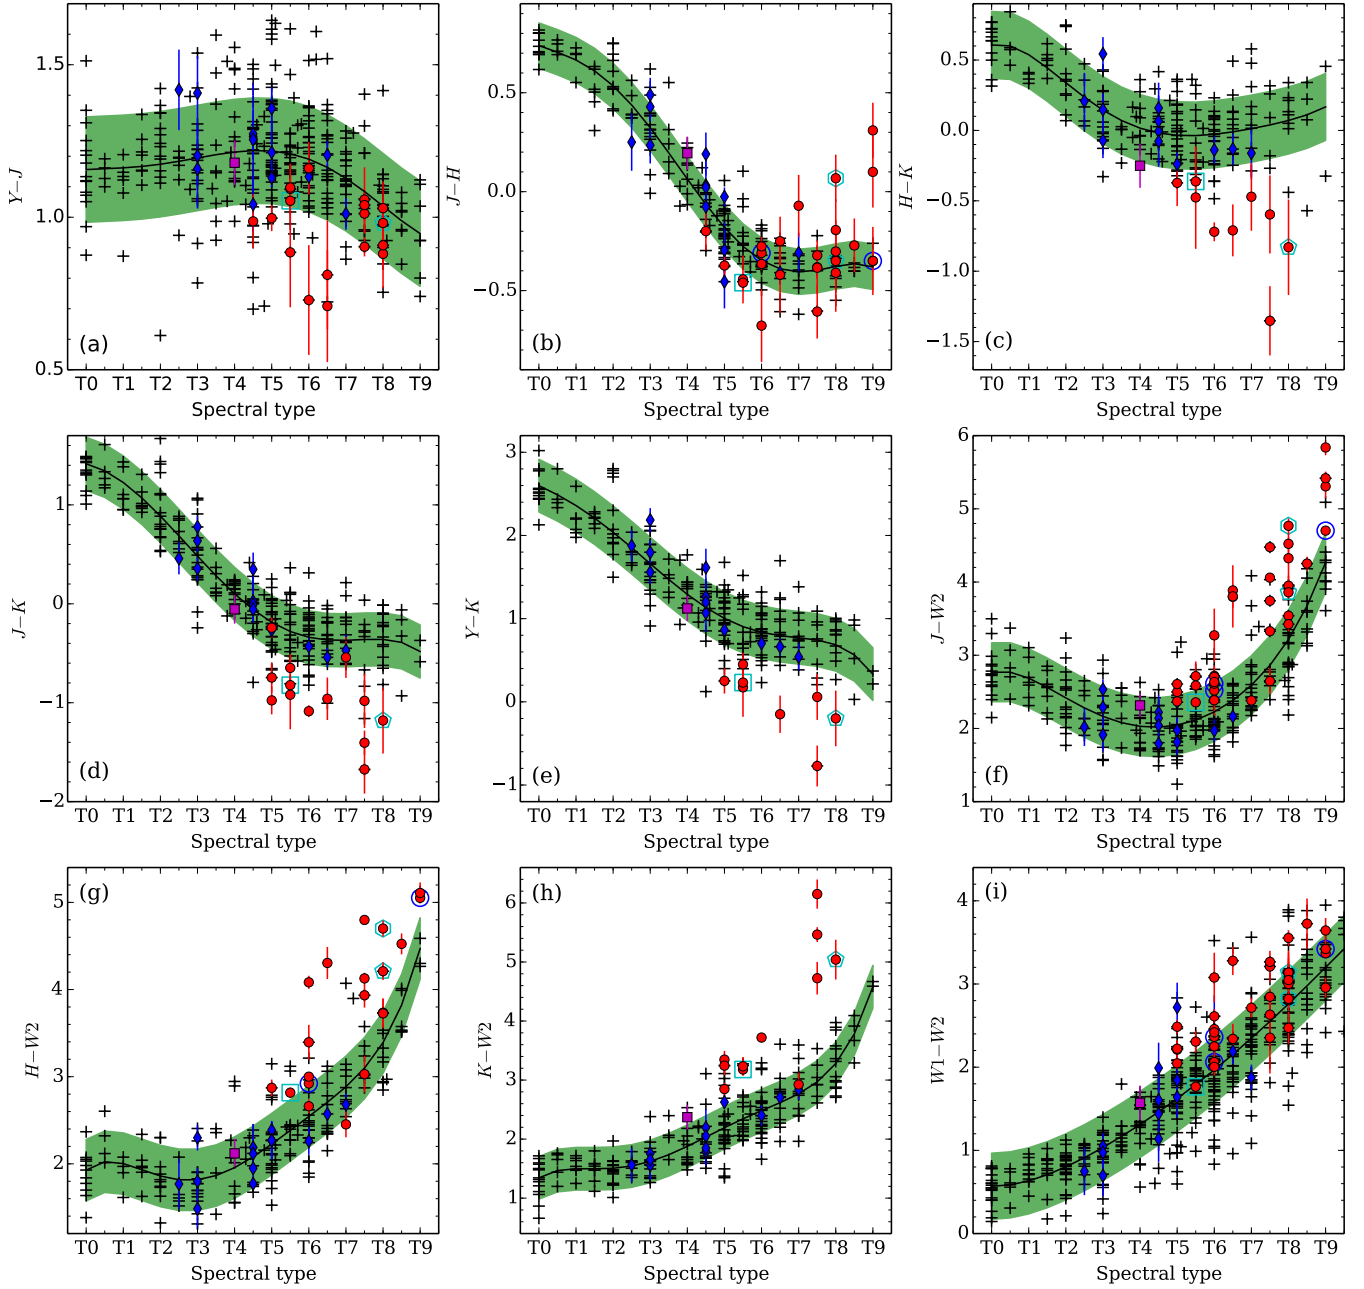 1.5
1.0
0.5
Y−J
(a)
T0 T1 T2 T3 T4 T5 T6 T7 T8 T9
Spectral type
0.5
0.0
−0.5
J−H
(b)
T0 T1 T2 T3 T4 T5 T6 T7 T8 T9
Spectral type
0.5
0.0
−0.5
−1.0
−1.5
H−K
(c)
T0 T1 T2 T3 T4 T5 T6 T7 T8 T9
Spectral type
1
0
−1
−2
J−K
(d)
T0 T1 T2 T3 T4 T5 T6 T7 T8 T9
Spectral type
3
2
1
0
−1
Y−K
(e)
T0 T1 T2 T3 T4 T5 T6 T7 T8 T9
Spectral type
6
5
4
3
2
1
J−W2
(f)
T0 T1 T2 T3 T4 T5 T6 T7 T8 T9
Spectral type
5
4
3
2
H−W2
(g)
T0 T1 T2 T3 T4 T5 T6 T7 T8 T9
Spectral type
6
5
4
3
2
1
K−W2
(h)
T0 T1 T2 T3 T4 T5 T6 T7 T8 T9
Spectral type
4
3
2
1
0
W1−W2
(i)
T0 T1 T2 T3 T4 T5 T6 T7 T8 T9
Spectral type